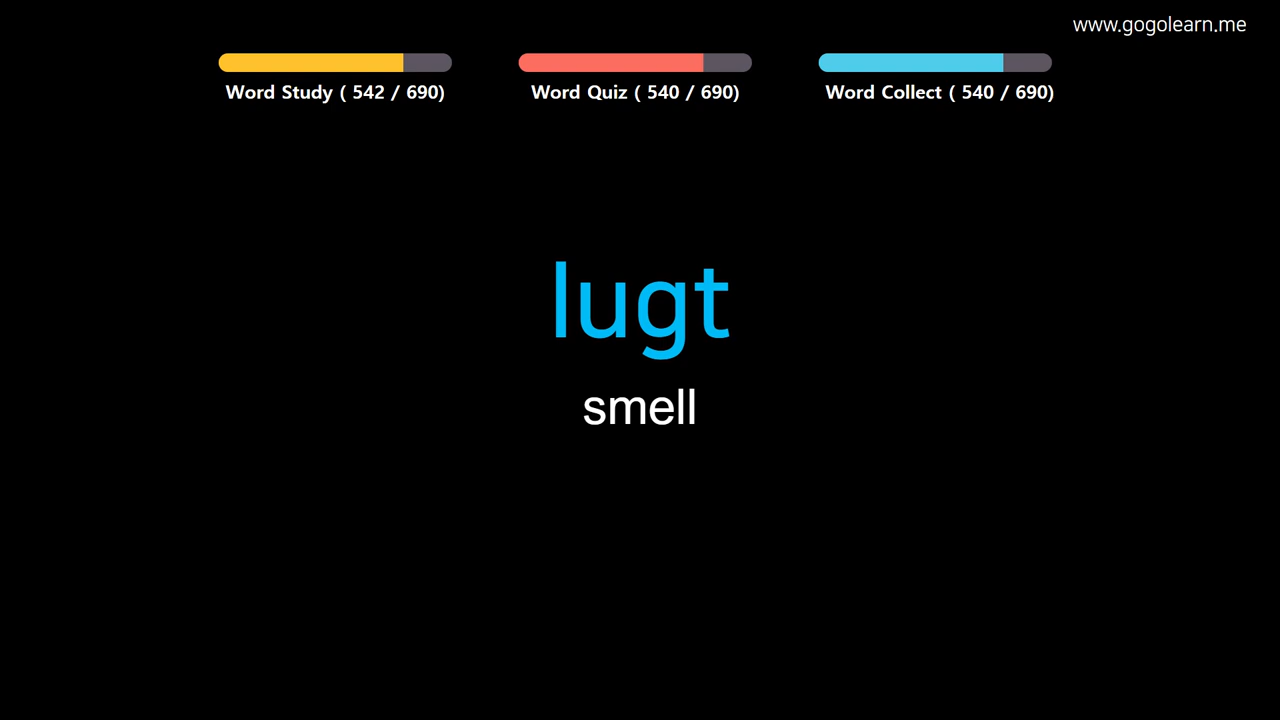 www.gogolearn.me
Word Study ( 542 / 690)
Word Quiz ( 540 / 690)
Word Collect ( 540 / 690)
lugt
smell